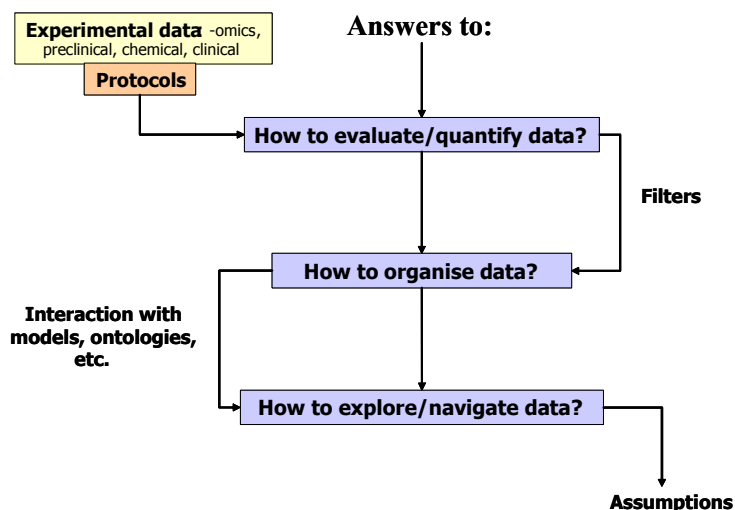 Experimental data: -omics,
preclinical, chemical, clinical
Protocols
Answers to:
How to evaluate/quantify data?
Filters
How to organise data?
Interaction with
models, ontologies,
etc.
How to explore/navigate data?
Assumptions